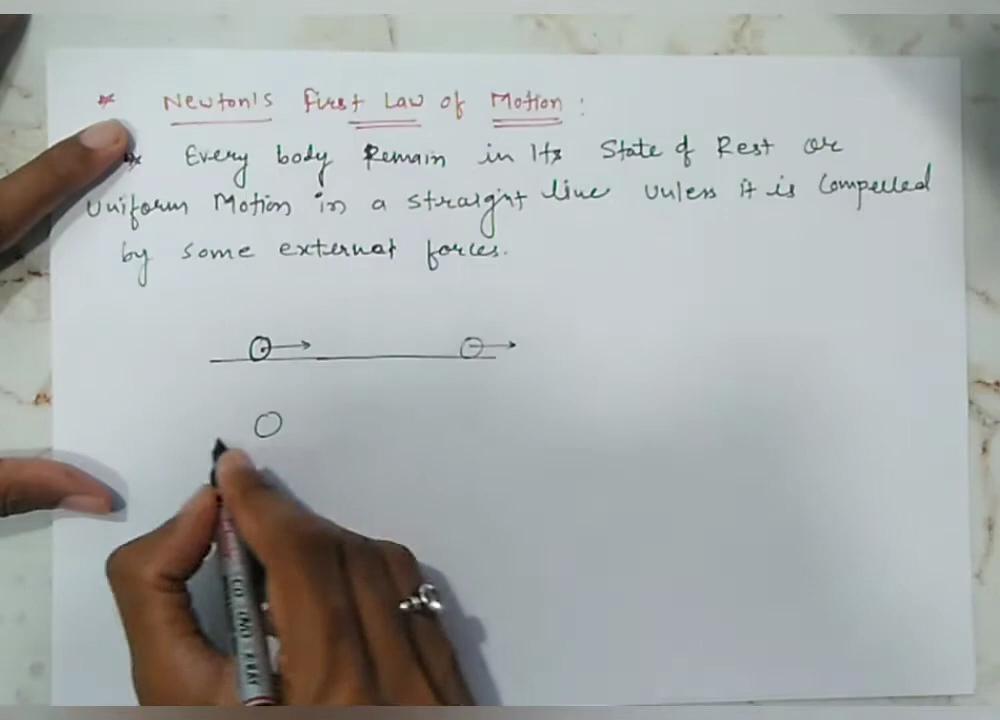 * Newton's First Law of Motion :
* Every body Remain in Its State of Rest or
uniform Motion in a straight line unless it is Compelled
by some external forces.